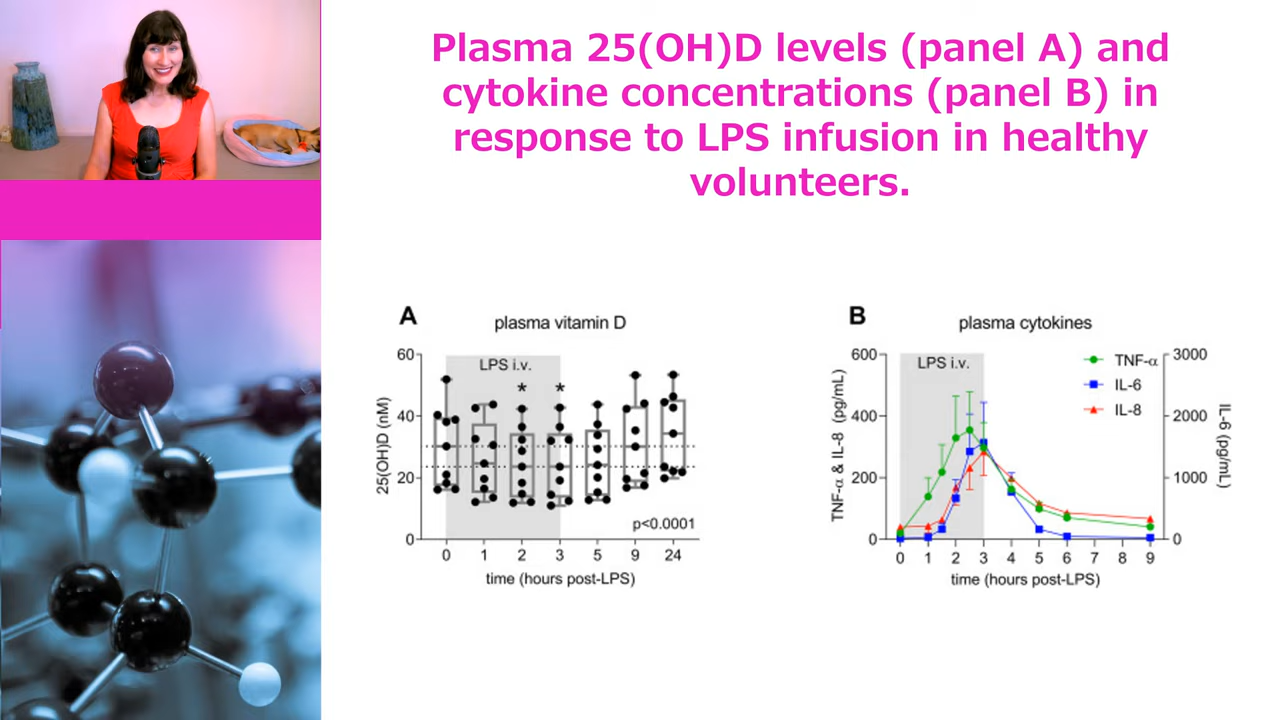 Plasma 25(OH)D levels (panel A) and
cytokine concentrations (panel B) in
response to LPS infusion in healthy
volunteers.
A
plasma vitamin D
LPS i.v.
* *
60
40
20
0
25(OH)D (nM)
p<0.0001
0 1 2 3 5 9 24
time (hours post-LPS)
B
plasma cytokines
LPS i.v.
TNF-α
IL-6
IL-8
600
400
200
0
TNF-α & IL-8 (pg/mL)
3000
2000
1000
0
IL-6 (pg/mL)
0 1 2 3 4 5 6 7 8 9
time (hours post-LPS)